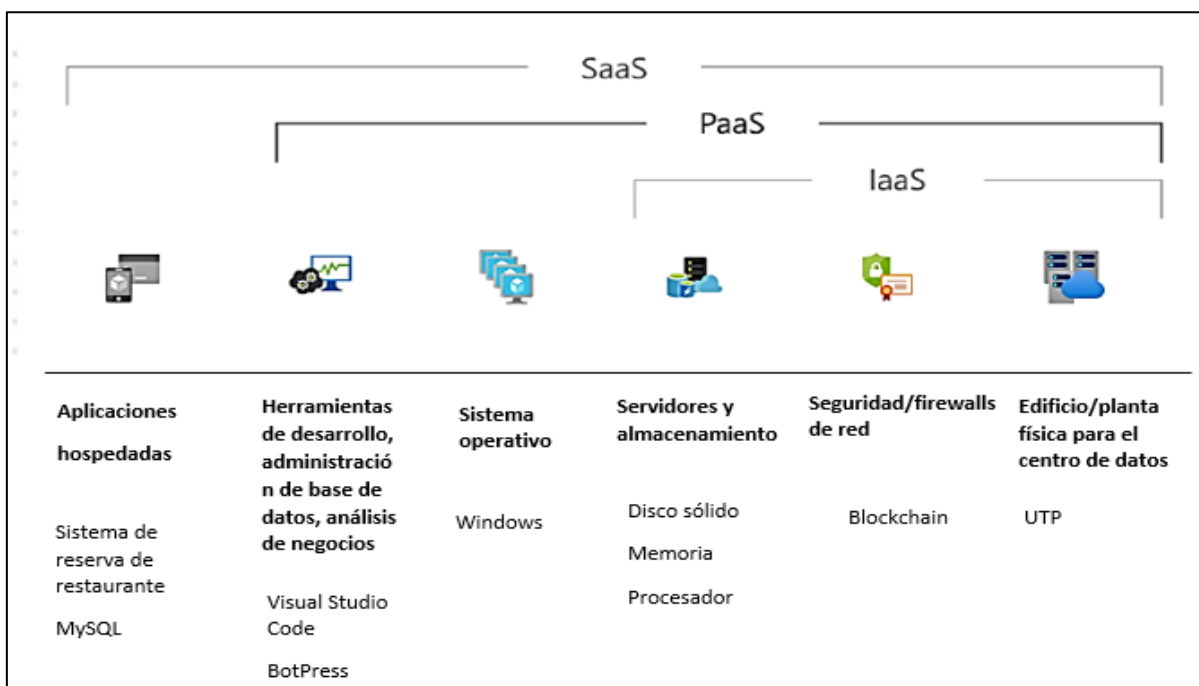 SaaS
PaaS
IaaS
Aplicaciones
hospedadas
Sistema de
reserva de
restaurante
MySQL
Herramientas
de desarrollo,
administració
n de base de
datos, análisis
de negocios
Visual Studio
Code
BotPress
Sistema
operativo
Windows
Servidores y
almacenamiento
Disco sólido
Memoria
Procesador
Seguridad/firewalls
de red
Blockchain
Edificio/planta
física para el
centro de datos
UTP